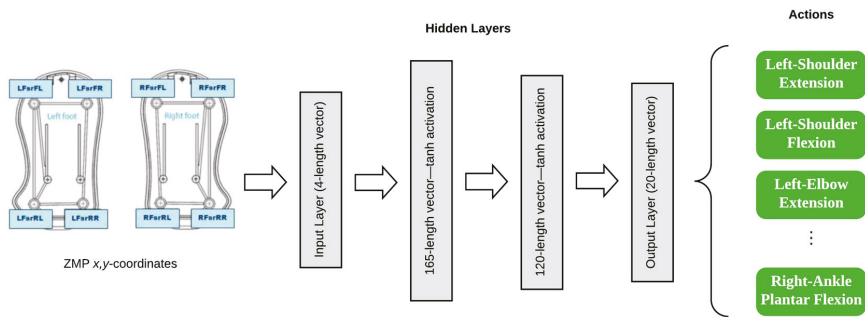 Hidden Layers
Actions
LFsrFL
LFsrFR
RFsrFL
RFsrFR
Left foot
Right foot
LFsrRL
LFsrRR
RFsrRL
RFsrRR
ZMP x,y-coordinates
Input Layer (4-length vector)
165-length vector—tanh activation
120-length vector—tanh activation
Output Layer (20-length vector)
Left-Shoulder
Extension
Left-Shoulder
Flexion
Left-Elbow
Extension
⋮
Right-Ankle
Plantar Flexion